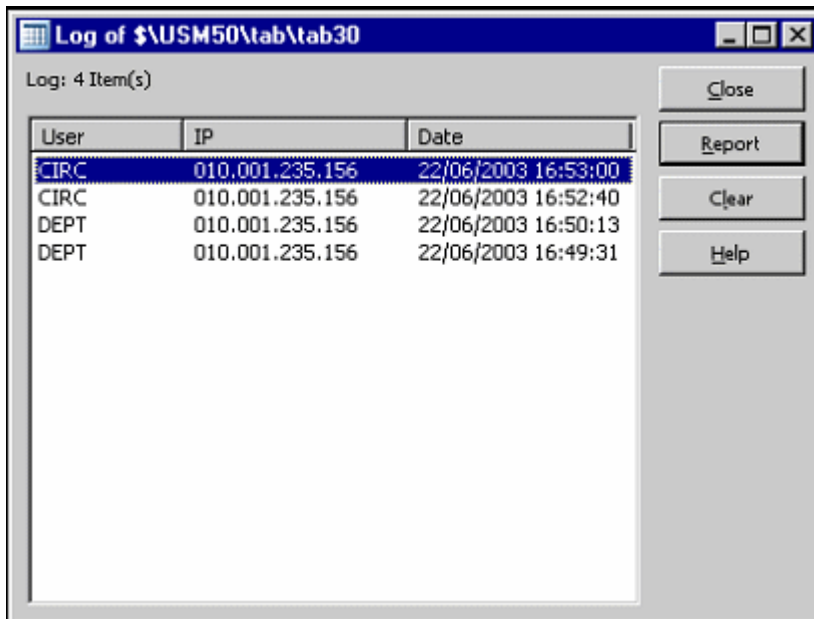 Log of $\USM50\tab\tab30
Log: 4 Item(s)
Close
Report
Clear
Help
User IP Date
CIRC 010.001.235.156 22/06/2003 16:53:00
CIRC 010.001.235.156 22/06/2003 16:52:40
DEPT 010.001.235.156 22/06/2003 16:50:13
DEPT 010.001.235.156 22/06/2003 16:49:31